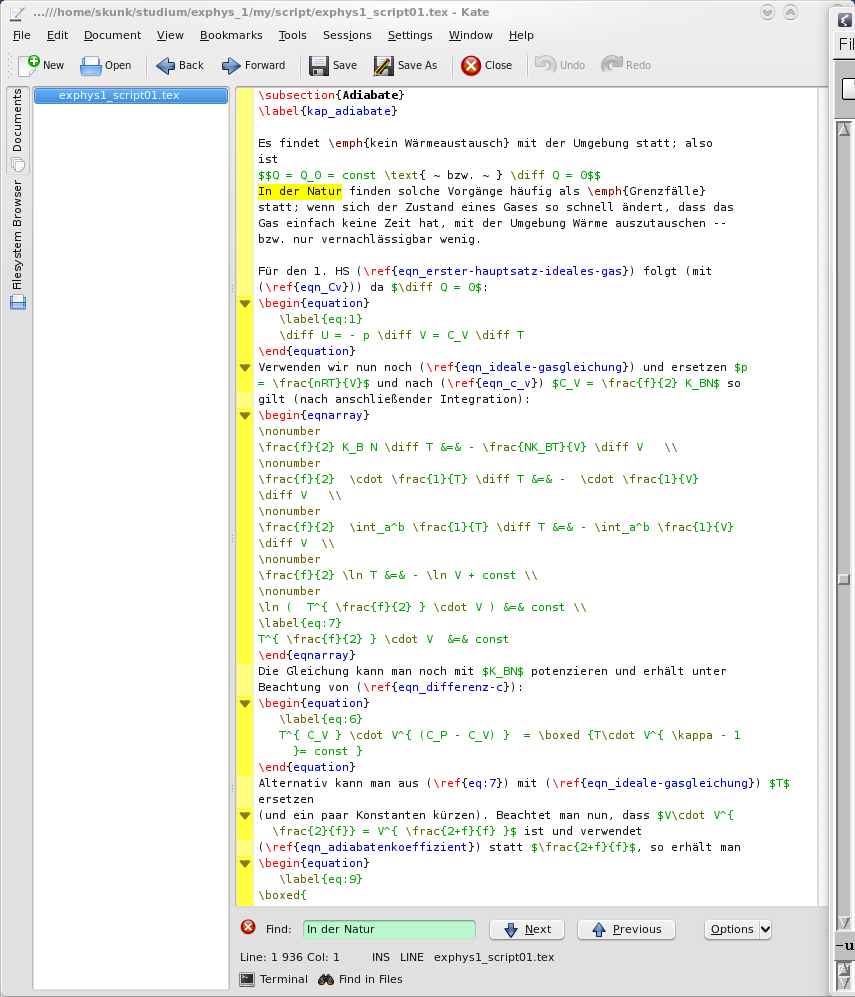 ...///home/skunk/studium/exphys_1/my/script/exphys1_script01.tex - Kate
File Edit Document View Bookmarks Tools Sessions Settings Window Help
New Open Back Forward Save Save As Close Undo Redo
Documents
Filesystem Browser
exphys1_script01.tex
\subsection{Adiabate}
\label{kap_adiabate}
Es findet \emph{kein Wärmeaustausch} mit der Umgebung statt; also
ist
$$Q = Q_0 = const \text{ ~ bzw. ~ } \diff Q = 0$$
In der Natur finden solche Vorgänge häufig als \emph{Grenzfälle}
statt; wenn sich der Zustand eines Gases so schnell ändert, dass das
Gas einfach keine Zeit hat, mit der Umgebung Wärme auszutauschen --
bzw. nur vernachlässigbar wenig.
Für den 1. HS (\ref{eqn_erster-hauptsatz-ideales-gas}) folgt (mit
(\ref{eqn_Cv})) da $\diff Q = 0$:
\begin{equation}
\label{eq:1}
\diff U = - p \diff V = C_V \diff T
\end{equation}
Verwenden wir nun noch (\ref{eqn_ideale-gasgleichung}) und ersetzen $p
= \frac{nRT}{V}$ und nach (\ref{eqn_c_v}) $C_V = \frac{f}{2} K_BN$ so
gilt (nach anschließender Integration):
\begin{eqnarray}
\nonumber
\frac{f}{2} K_B N \diff T &=& - \frac{NK_BT}{V} \diff V \\
\nonumber
\frac{f}{2} \cdot \frac{1}{T} \diff T &=& - \cdot \frac{1}{V}
\diff V \\
\nonumber
\frac{f}{2} \int_a^b \frac{1}{T} \diff T &=& - \int_a^b \frac{1}{V}
\diff V \\
\nonumber
\frac{f}{2} \ln T &=& - \ln V + const \\
\nonumber
\ln ( T^{ \frac{f}{2} } \cdot V ) &=& const \\
\label{eq:7}
T^{ \frac{f}{2} } \cdot V &=& const
\end{eqnarray}
Die Gleichung kann man noch mit $K_BN$ potenzieren und erhält unter
Beachtung von (\ref{eqn_differenz-c}):
\begin{equation}
\label{eq:6}
T^{ C_V } \cdot V^{ (C_P - C_V) } = \boxed {T\cdot V^{ \kappa - 1
}= const }
\end{equation}
Alternativ kann man aus (\ref{eq:7}) mit (\ref{eqn_ideale-gasgleichung}) $T$
ersetzen
(und ein paar Konstanten kürzen). Beachtet man nun, dass $V\cdot V^{
\frac{2}{f}} = V^{ \frac{2+f}{f} }$ ist und verwendet
(\ref{eqn_adiabatenkoeffizient}) statt $\frac{2+f}{f}$, so erhält man
\begin{equation}
\label{eq:9}
\boxed{
Find: In der Natur Next Previous Options
Line: 1 936 Col: 1 INS LINE exphys1_script01.tex
Terminal Find in Files
Fil
-u